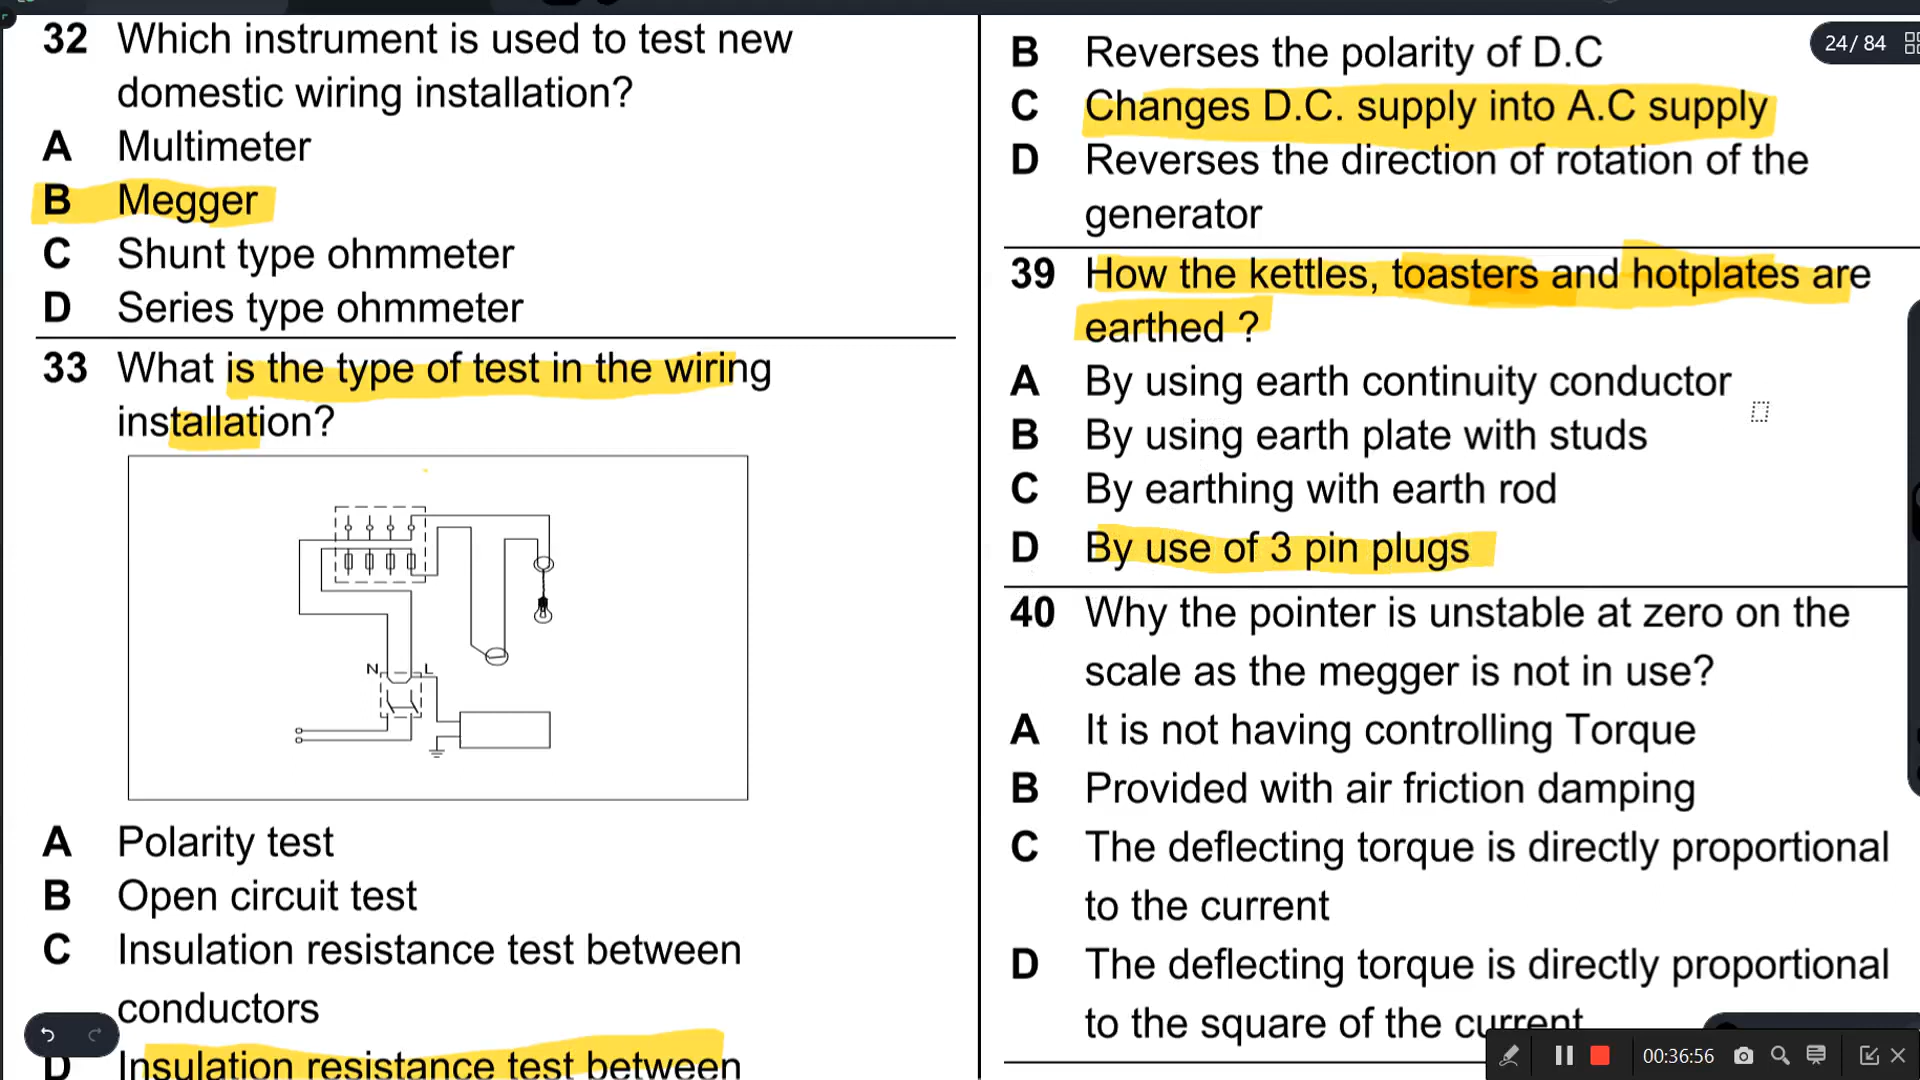 32 Which instrument is used to test new
domestic wiring installation?
A Multimeter
B Megger
C Shunt type ohmmeter
D Series type ohmmeter
33 What is the type of test in the wiring
installation?
N L
A Polarity test
B Open circuit test
C Insulation resistance test between
conductors
D Insulation resistance test between
B Reverses the polarity of D.C
C Changes D.C. supply into A.C supply
D Reverses the direction of rotation of the
generator
39 How the kettles, toasters and hotplates are
earthed ?
A By using earth continuity conductor
B By using earth plate with studs
C By earthing with earth rod
D By use of 3 pin plugs
40 Why the pointer is unstable at zero on the
scale as the megger is not in use?
A It is not having controlling Torque
B Provided with air friction damping
C The deflecting torque is directly proportional
to the current
D The deflecting torque is directly proportional
to the square of the current
24/ 84
00:36:56